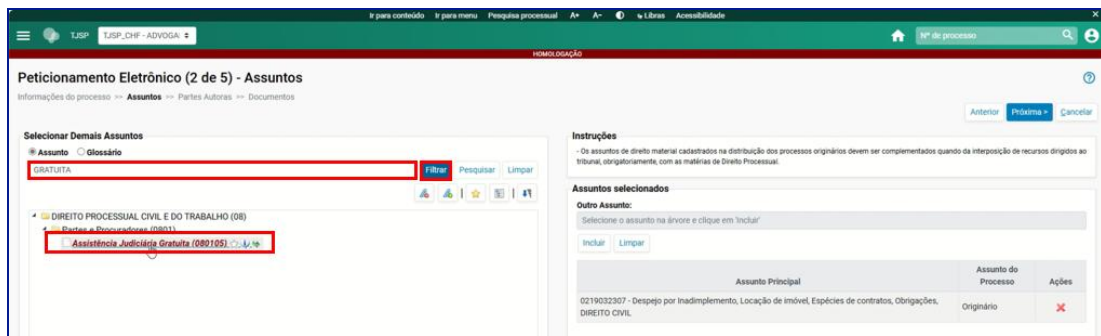 Ir para conteúdo Ir para menu Pesquisa processual A+ A- Libras Acessibilidade
TJSP TJSP_CHF - ADVOGA Nº de processo
HOMOLOGAÇÃO
Peticionamento Eletrônico (2 de 5) - Assuntos
Informações do processo >> Assuntos >> Partes Autoras >> Documentos
Anterior Próxima > Cancelar
Selecionar Demais Assuntos
Assunto Glossário
GRATUITA Filtrar Pesquisar Limpar
DIREITO PROCESSUAL CIVIL E DO TRABALHO (08)
Partes e Procuradores (0801)
Assistência Judiciária Gratuita (080105)
Instruções
- Os assuntos de direito material cadastrados na distribuição dos processos originários devem ser complementados quando da interposição de recursos dirigidos ao
tribunal, obrigatoriamente, com as matérias de Direito Processual.
Assuntos selecionados
Outro Assunto:
Selecione o assunto na árvore e clique em 'Incluir'
Incluir Limpar
Assunto Principal Assunto do Processo Ações
0219032307 - Despejo por Inadimplemento, Locação de imóvel, Espécies de contratos, Obrigações,
DIREITO CIVIL
Originário